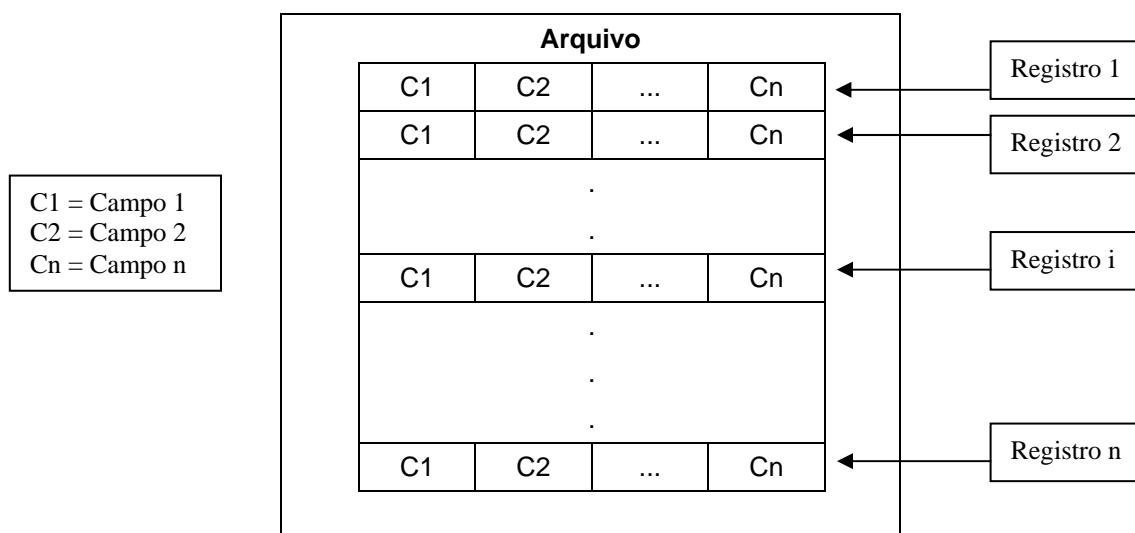 Arquivo
C1 C2 ... Cn
Registro 1
C1 C2 ... Cn
Registro 2
.
.
C1 = Campo 1
C2 = Campo 2
Cn = Campo n
C1 C2 ... Cn
Registro i
.
.
.
C1 C2 ... Cn
Registro n